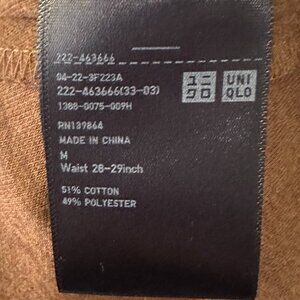 222-463666
04-22-3F223A
222-463666(33-03)
1388-0075-009H
ユニ
クロ
UNI
QLO
RN139864
MADE IN CHINA
M
Waist 28-29inch
51% COTTON
49% POLYESTER